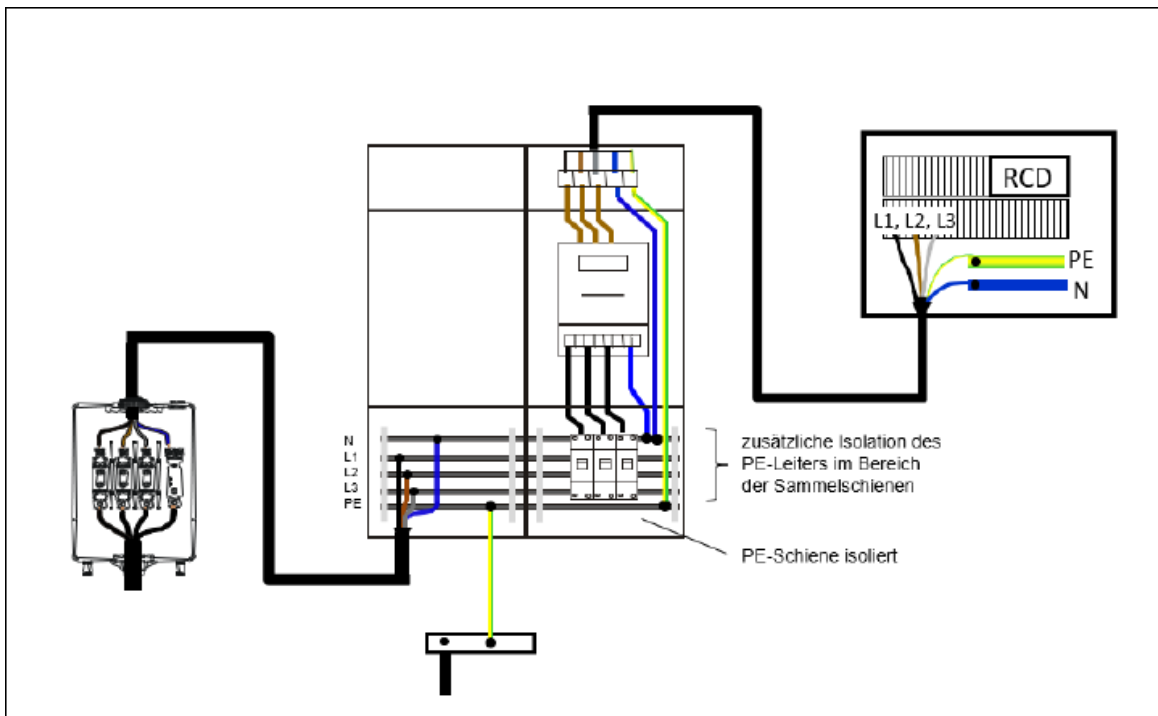 RCD
L1, L2, L3
PE
N
N
L1
L2
L3
PE
zusätzliche Isolation des
PE-Leiters im Bereich
der Sammelschienen
PE-Schiene isoliert